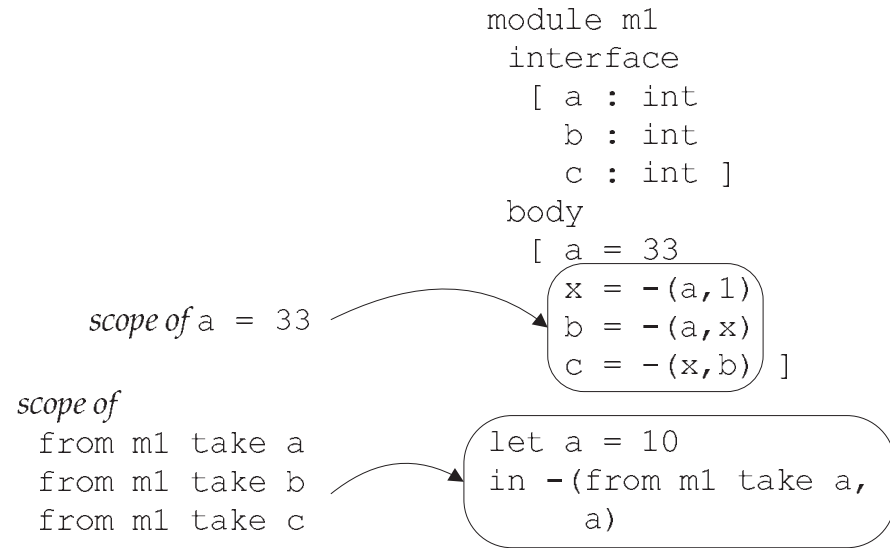 module m1
interface
[ a : int
b : int
c : int ]
body
[ a = 33
x = -(a,1)
scope of a = 33
b = -(a,x)
c = -(x,b) ]
scope of
from m1 take a
from m1 take b
from m1 take c
let a = 10
in -(from m1 take a,
a)